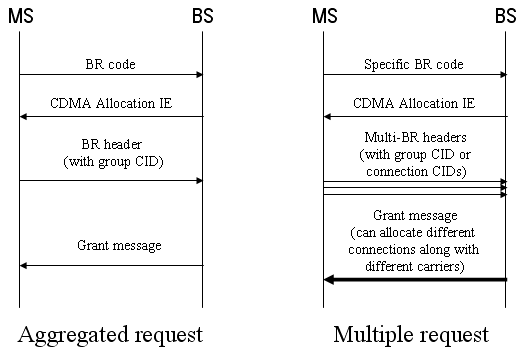 MS
BS
BR code
CDMA Allocation IE
BR header
(with group CID)
Grant message
Aggregated request
MS
BS
Specific BR code
CDMA Allocation IE
Multi-BR headers
(with group CID or
connection CIDs)
Grant message
(can allocate different
connections along with
different carriers)
Multiple request